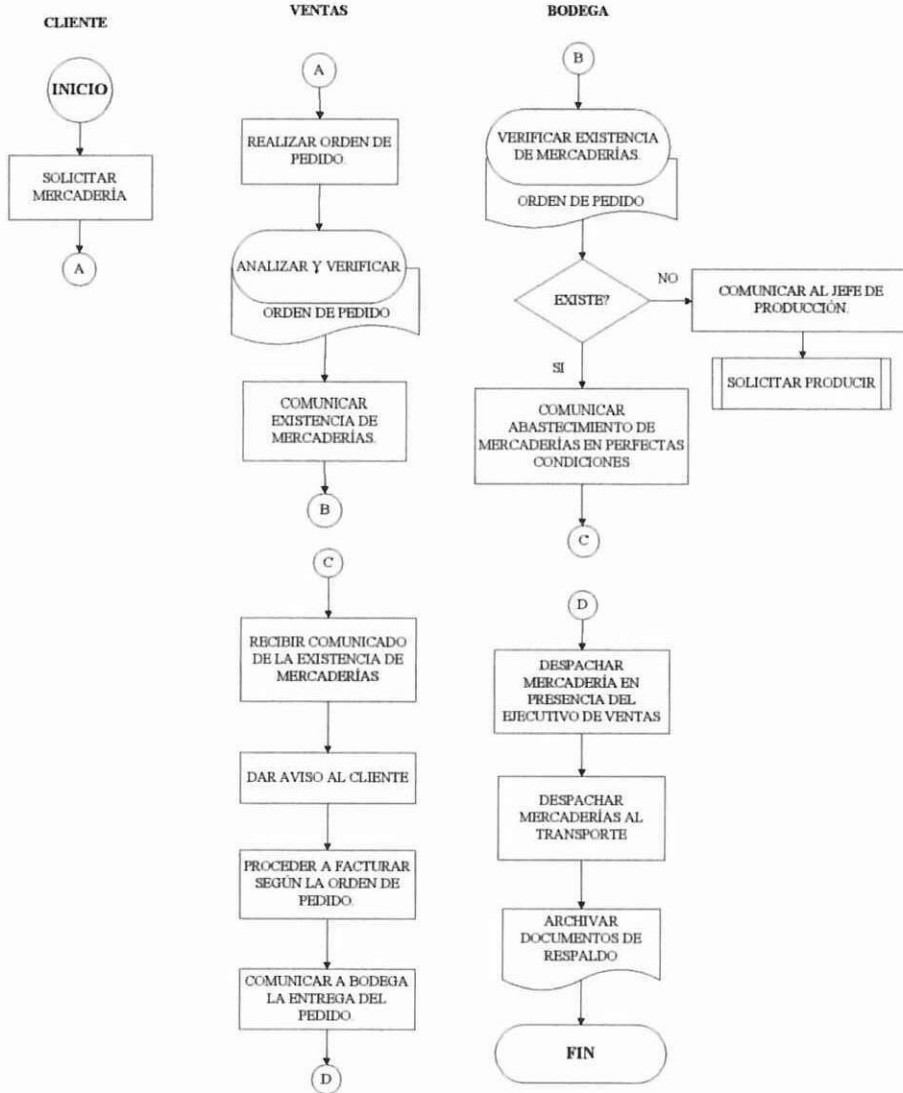 CLIENTE
INICIO
SOLICITAR
MERCADERÍA
A
VENTAS
A
REALIZAR ORDEN DE
PEDIDO.
ANALIZAR Y VERIFICAR
ORDEN DE PEDIDO
COMUNICAR
EXISTENCIA DE
MERCADERÍAS.
B
C
RECIBIR COMUNICADO
DE LA EXISTENCIA DE
MERCADERÍAS
DAR AVISO AL CLIENTE
PROCEDER A FACTURAR
SEGÚN LA ORDEN DE
PEDIDO.
COMUNICAR A BODEGA
LA ENTREGA DEL
PEDIDO.
D
BODEGA
B
VERIFICAR EXISTENCIA
DE MERCADERÍAS.
ORDEN DE PEDIDO
EXISTE?
NO
COMUNICAR AL JEFE DE
PRODUCCIÓN.
SOLICITAR PRODUCIR
SI
COMUNICAR
ABASTECIMIENTO DE
MERCADERÍAS EN PERFECTAS
CONDICIONES
C
D
DESPACHAR
MERCADERÍA EN
PRESENCIA DEL
EJECUTIVO DE VENTAS
DESPACHAR
MERCADERÍAS AL
TRANSPORTE
ARCHIVAR
DOCUMENTOS DE
RESPALDO
FIN